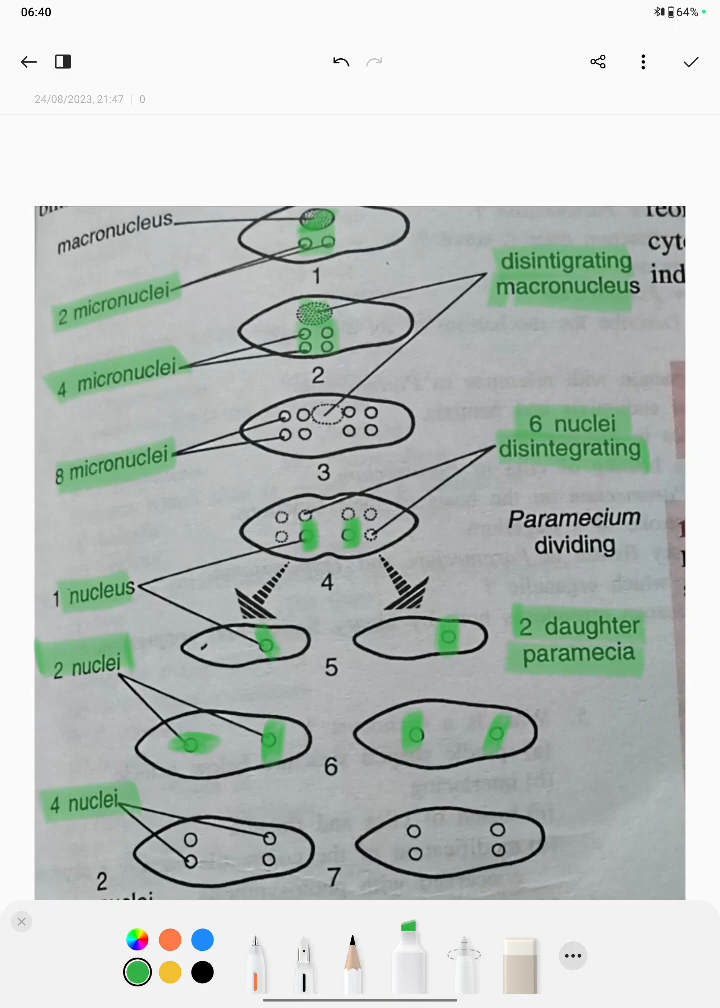 06:40
64%
24/08/2023, 21:47 | 0
macronucleus
cyt
2 micronuclei
disintigrating
macronucleus
ind
1
4 micronuclei
2
8 micronuclei
3
6 nuclei
disintegrating
Paramecium
dividing
4
1 nucleus
2 daughter
paramecia
5
2 nuclei
6
4 nuclei
7
2